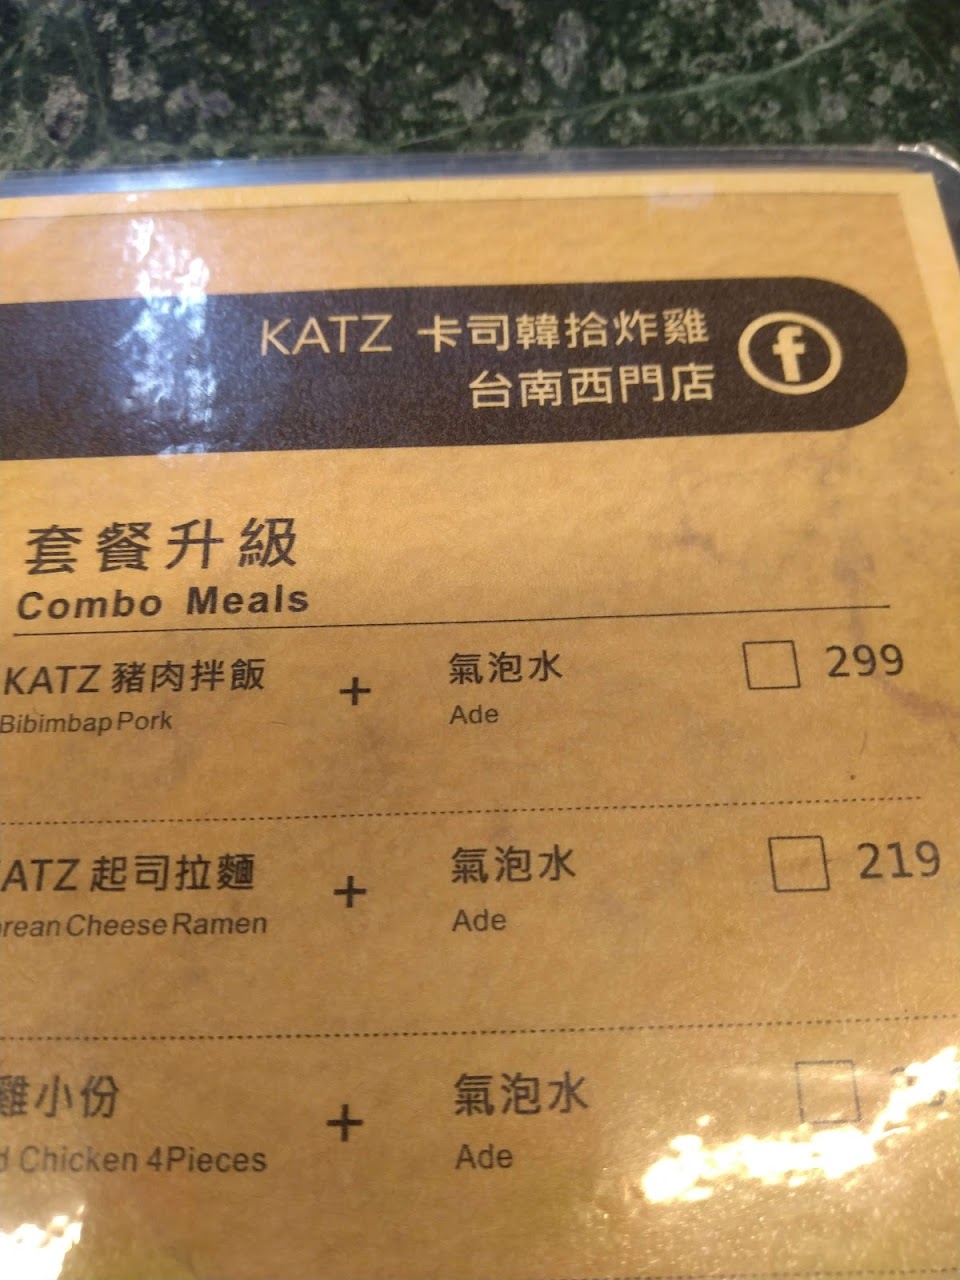 KATZ 卡司韓拾炸雞
台南西門店
套餐升級
Combo Meals
KATZ 豬肉拌飯 + 氣泡水 299
Bibimbap Pork Ade
ATZ 起司拉麵 + 氣泡水 219
rean Cheese Ramen Ade
雞小份 + 氣泡水
d Chicken 4Pieces Ade